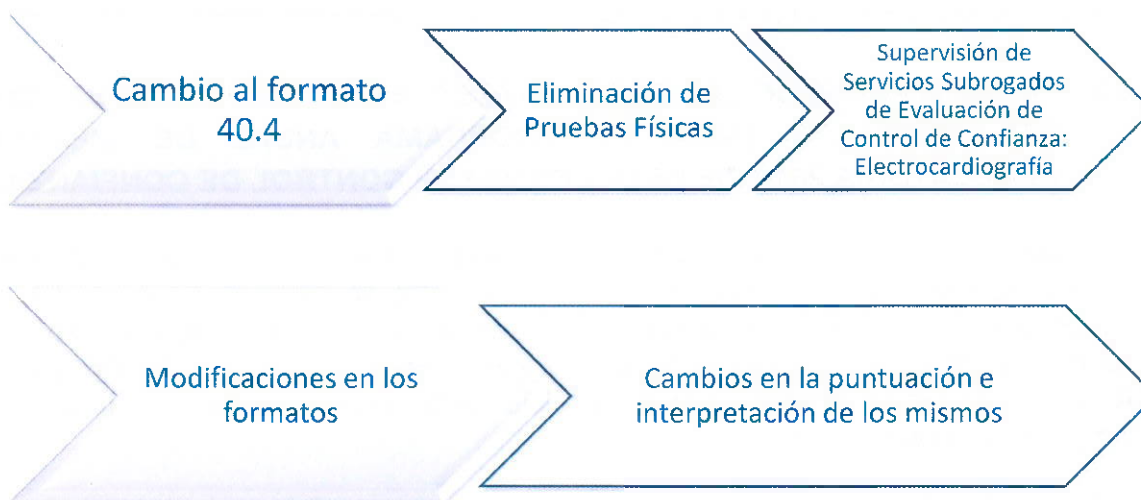 Cambio al formato
40.4
Eliminación de
Pruebas Físicas
Supervisión de
Servicios Subrogados
de Evaluación de
Control de Confianza:
Electrocardiografía
Modificaciones en los
formatos
Cambios en la puntuación e
interpretación de los mismos